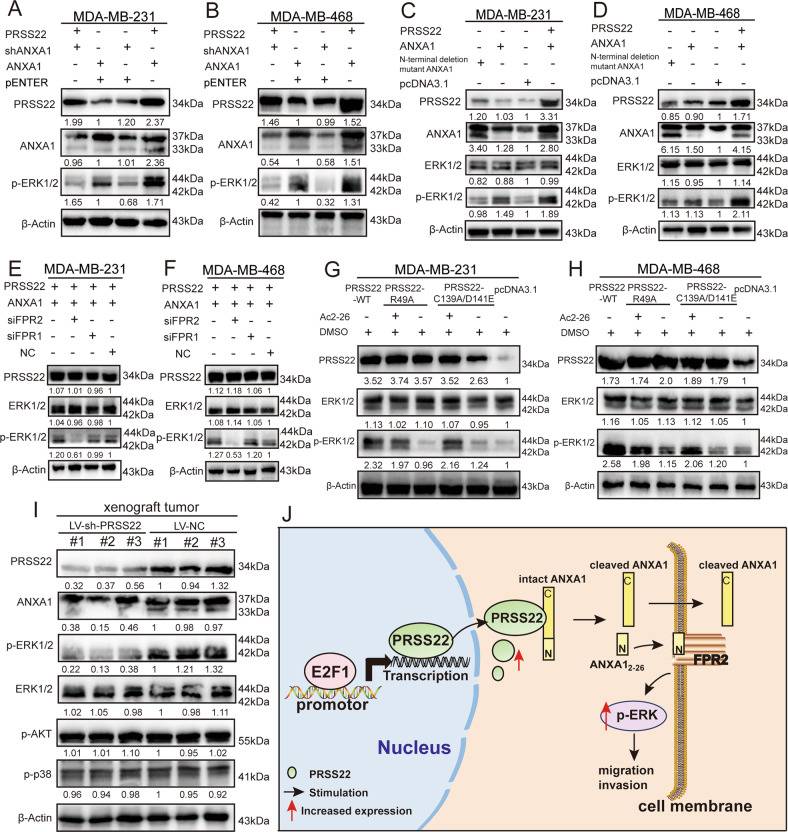 A
MDA-MB-231
PRSS22 + - - +
shANXA1 + - + -
ANXA1 - + - +
pENTER - + + -
PRSS22 34kDa
1.99 1 1.20 2.37
ANXA1 37kDa
33kDa
0.96 1 1.01 2.36
p-ERK1/2 44kDa
42kDa
1.65 1 0.68 1.71
β-Actin 43kDa
B
MDA-MB-468
PRSS22 + - - +
shANXA1 + - + -
ANXA1 - + - +
pENTER - + + -
PRSS22 34kDa
1.46 1 0.99 1.52
ANXA1 37kDa
33kDa
0.54 1 0.58 1.51
p-ERK1/2 44kDa
42kDa
0.42 1 0.32 1.31
β-Actin 43kDa
C
MDA-MB-231
PRSS22 - - - +
ANXA1 - + - +
N-terminal deletion
mutant ANXA1 + - - -
pcDNA3.1 - - + -
PRSS22 34kDa
1.20 1.03 1 3.31
ANXA1 37kDa
33kDa
3.40 1.28 1 2.80
ERK1/2 44kDa
42kDa
0.82 0.88 1 0.99
p-ERK1/2 44kDa
42kDa
0.98 1.49 1 1.89
β-Actin 43kDa
D
MDA-MB-468
PRSS22 - - - +
ANXA1 - + - +
N-terminal deletion
mutant ANXA1 + - - -
pcDNA3.1 - - + -
PRSS22 34kDa
0.85 0.90 1 1.71
ANXA1 37kDa
33kDa
6.15 1.50 1 4.15
ERK1/2 44kDa
42kDa
1.15 0.95 1 1.14
p-ERK1/2 44kDa
42kDa
1.13 1.13 1 2.11
β-Actin 43kDa
E
MDA-MB-231
PRSS22 + + + +
ANXA1 + + + +
siFPR2 - + - -
siFPR1 - - + -
NC - - - +
PRSS22 34kDa
1.07 1.01 0.96 1
ERK1/2 44kDa
42kDa
1.04 0.96 0.98 1
p-ERK1/2 44kDa
42kDa
1.20 0.61 0.99 1
β-Actin 43kDa
F
MDA-MB-468
PRSS22 + + + +
ANXA1 + + + +
siFPR2 - + - -
siFPR1 - - + -
NC - - - +
PRSS22 34kDa
1.12 1.18 1.06 1
ERK1/2 44kDa
42kDa
1.08 1.14 1.05 1
p-ERK1/2 44kDa
42kDa
1.27 0.53 1.20 1
β-Actin 43kDa
G
MDA-MB-231
PRSS22 PRSS22- PRSS22- pcDNA3.1
-WT R49A C139A/D141E
Ac2-26 - + - + - -
DMSO + + + + + +
PRSS22 34kDa
3.52 3.74 3.57 3.52 2.63 1
ERK1/2 44kDa
42kDa
1.13 1.02 1.10 1.07 0.95 1
p-ERK1/2 44kDa
42kDa
2.32 1.97 0.96 2.16 1.24 1
β-Actin 43kDa
H
MDA-MB-468
PRSS22 PRSS22- PRSS22- pcDNA3.1
-WT R49A C139A/D141E
Ac2-26 - + - + - -
DMSO + + + + + +
PRSS22 34kDa
1.73 1.74 2.0 1.89 1.79 1
ERK1/2 44kDa
42kDa
1.16 1.05 1.13 1.12 1.05 1
p-ERK1/2 44kDa
42kDa
2.58 1.98 1.15 2.06 1.20 1
β-Actin 43kDa
I
xenograft tumor
LV-sh-PRSS22 LV-NC
#1 #2 #3 #1 #2 #3
PRSS22 34kDa
0.32 0.37 0.56 1 0.94 1.32
ANXA1 37kDa
33kDa
0.38 0.15 0.46 1 0.98 0.97
p-ERK1/2 44kDa
42kDa
0.22 0.13 0.38 1 1.21 1.32
ERK1/2 44kDa
42kDa
1.02 1.05 0.98 1 0.98 1.11
p-AKT 55kDa
1.01 1.01 1.10 1 0.95 1.02
p-p38 41kDa
0.96 0.94 0.98 1 0.95 0.92
β-Actin 43kDa
J
intact ANXA1
cleaved ANXA1
cleaved ANXA1
C
C
C
PRSS22
PRSS22
N
N
N
E2F1
Transcription
ANXA12-26
FPR2
promotor
p-ERK
Nucleus
PRSS22
Stimulation
Increased expression
migration
invasion
cell membrane